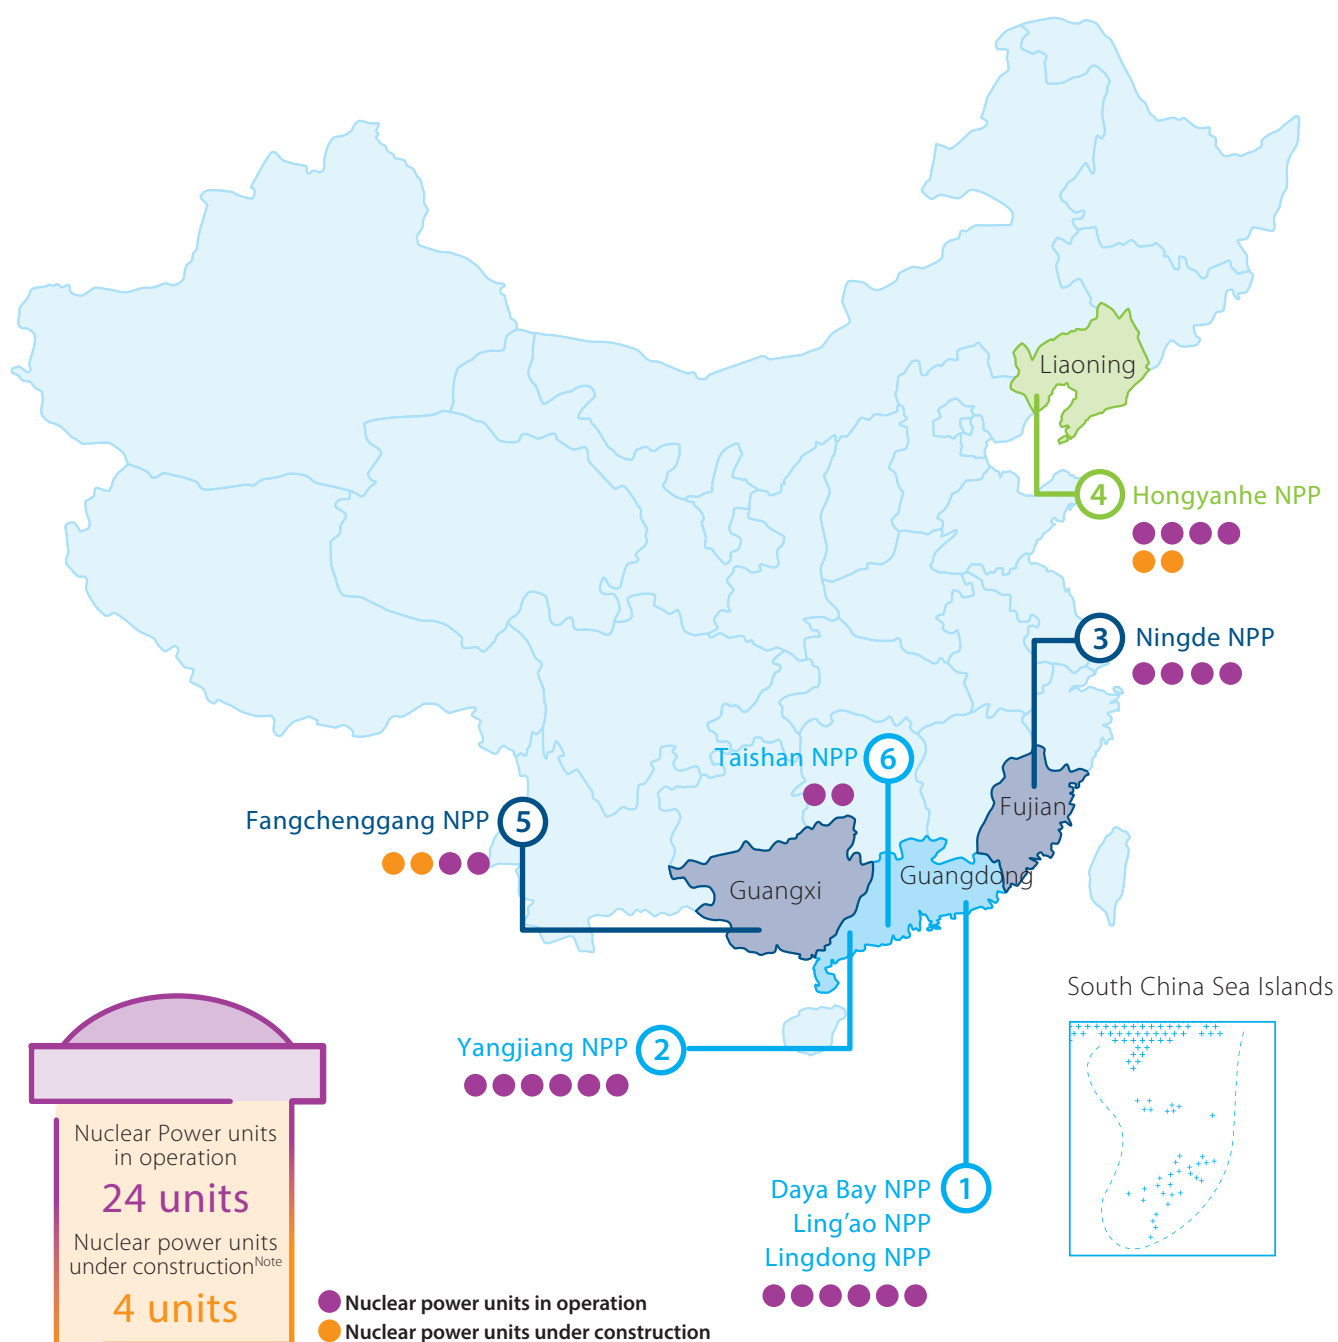 Liaoning
4 Hongyanhe NPP
3 Ningde NPP
Taishan NPP 6
Fujian
Fangchenggang NPP 5
Guangdong
Guangxi
South China Sea Islands
Yangjiang NPP 2
Daya Bay NPP 1
Ling’ao NPP
Lingdong NPP
Nuclear Power units
in operation
24 units
Nuclear power units
under constructionNote
4 units
Nuclear power units in operation
Nuclear power units under construction